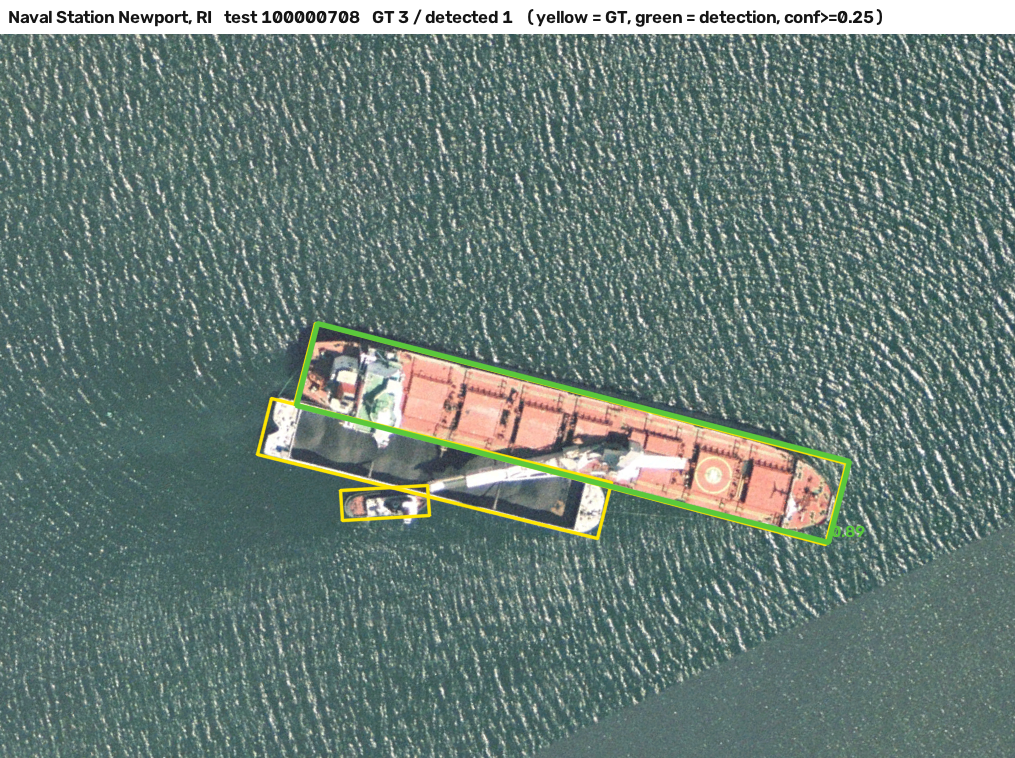 Naval Station Newport, RI test 100000708 GT 3 / detected 1 (yellow = GT, green = detection, conf>=0.25)
0.89